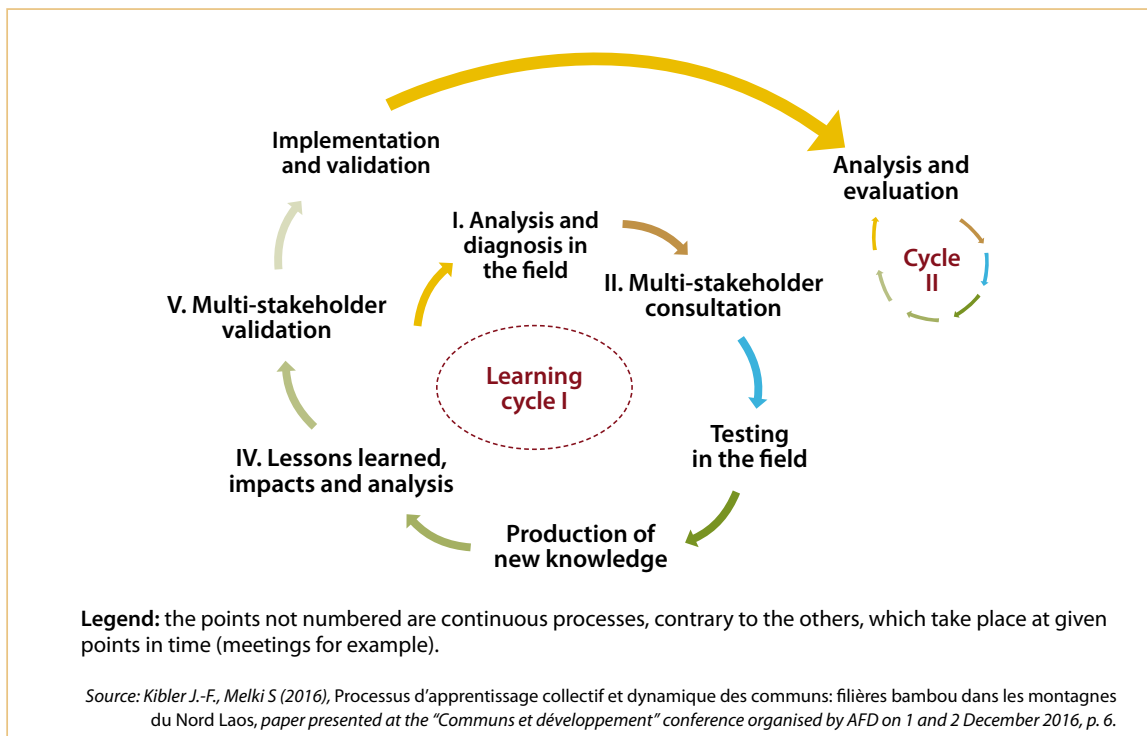 Implementation
and validation
Analysis and
evaluation
I. Analysis and
diagnosis in
the field
Cycle
II
II. Multi-stakeholder
consultation
V. Multi-stakeholder
validation
Learning
cycle I
Testing
in the field
IV. Lessons learned,
impacts and analysis
Production of
new knowledge
Legend: the points not numbered are continuous processes, contrary to the others, which take place at given
points in time (meetings for example).
Source: Kibler J.-F., Melki S (2016), Processus d’apprentissage collectif et dynamique des communs: filières bambou dans les montagnes
du Nord Laos, paper presented at the “Communs et développement” conference organised by AFD on 1 and 2 December 2016, p. 6.